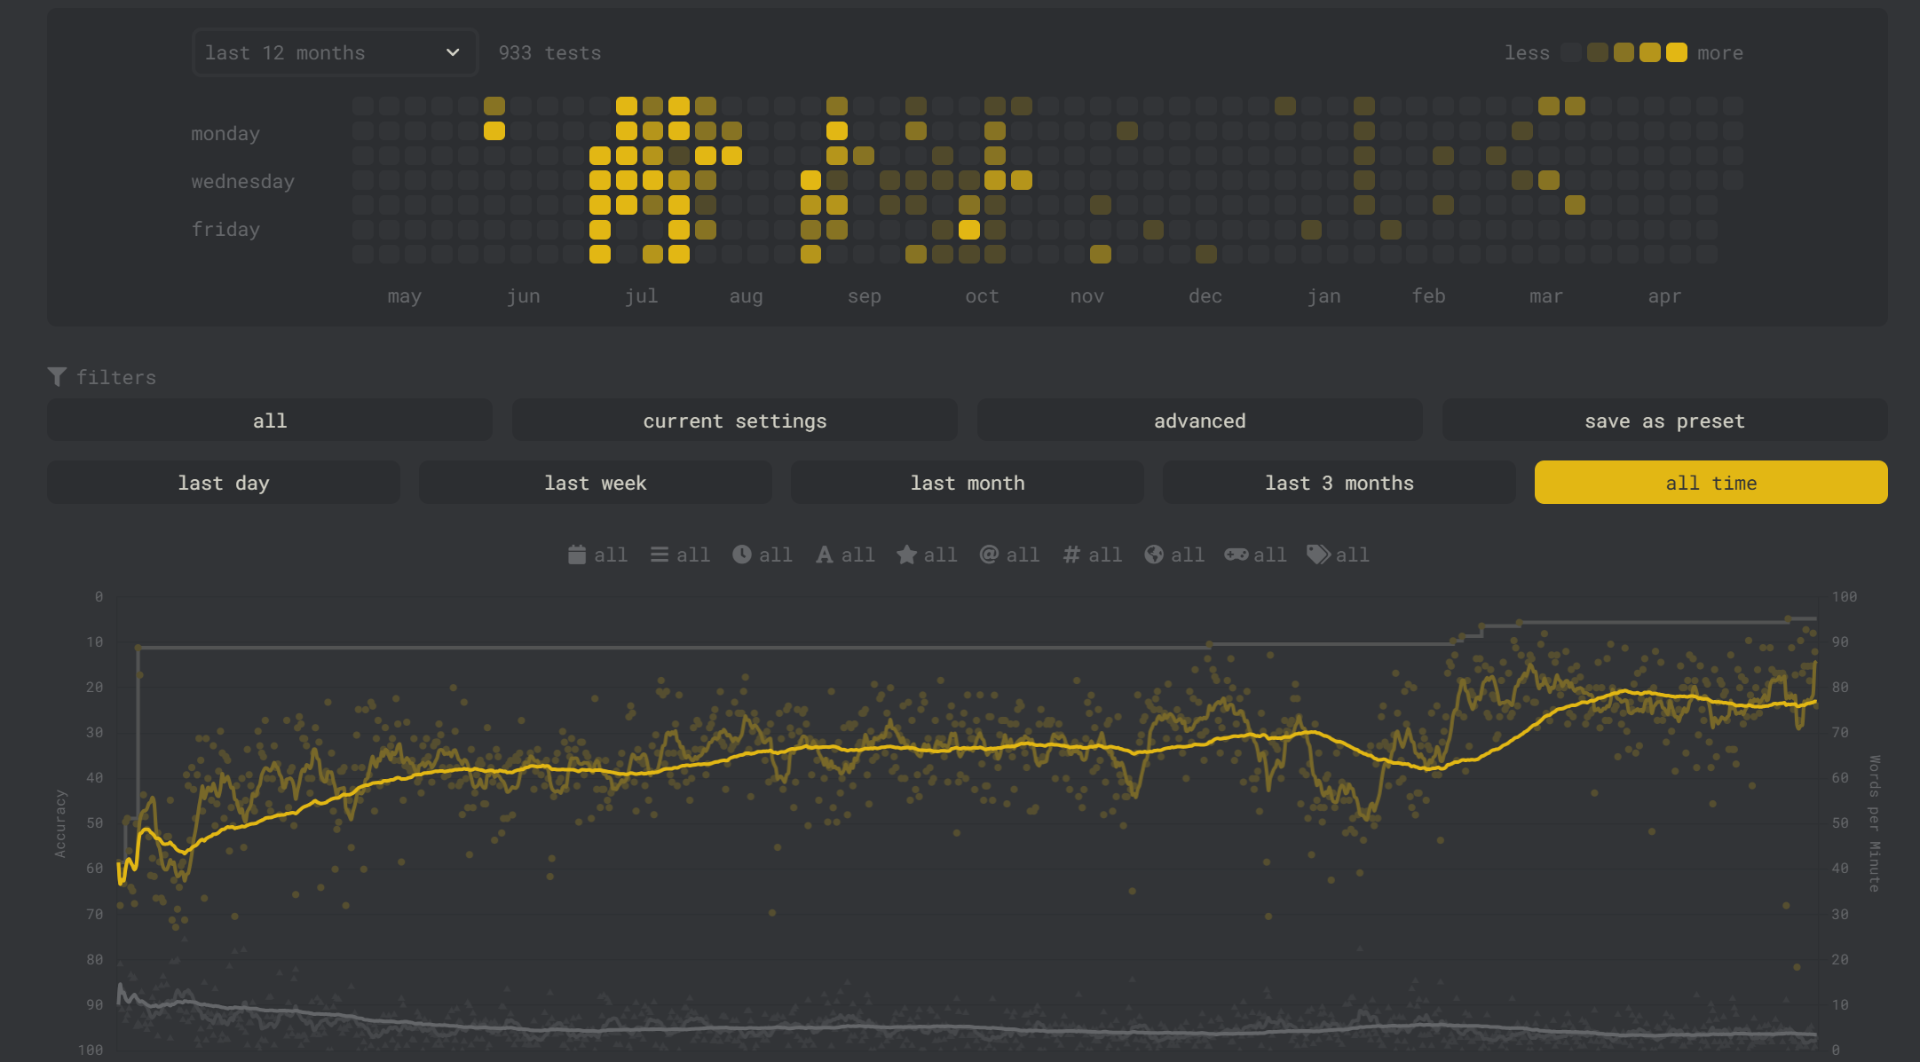 last 12 months 933 tests less more
monday
wednesday
friday
may jun jul aug sep oct nov dec jan feb mar apr
filters
all current settings advanced save as preset
last day last week last month last 3 months all time
all all all A all all @ all # all all all all
0 100
10 90
20 80
30 70
40 60
50 50
60 40
70 30
80 20
90 10
100 0
Accuracy
Words per Minute